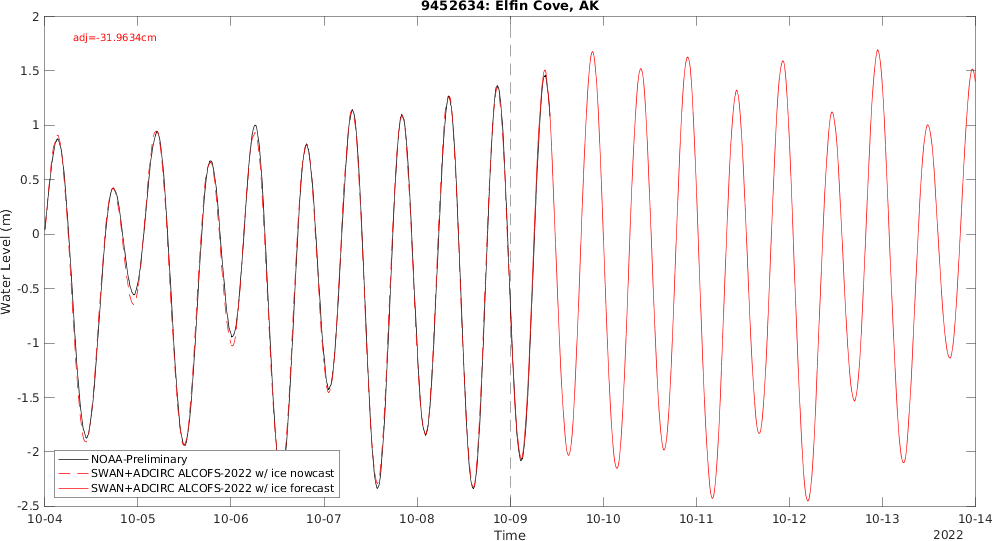 9452634: Elfin Cove, AK
adj=-31.9634cm
2
1.5
1
0.5
0
-0.5
-1
-1.5
-2
-2.5
Water Level (m)
NOAA-Preliminary
SWAN+ADCIRC ALCOFS-2022 w/ ice nowcast
SWAN+ADCIRC ALCOFS-2022 w/ ice forecast
10-04 10-05 10-06 10-07 10-08 10-09 10-10 10-11 10-12 10-13 10-14
Time
2022